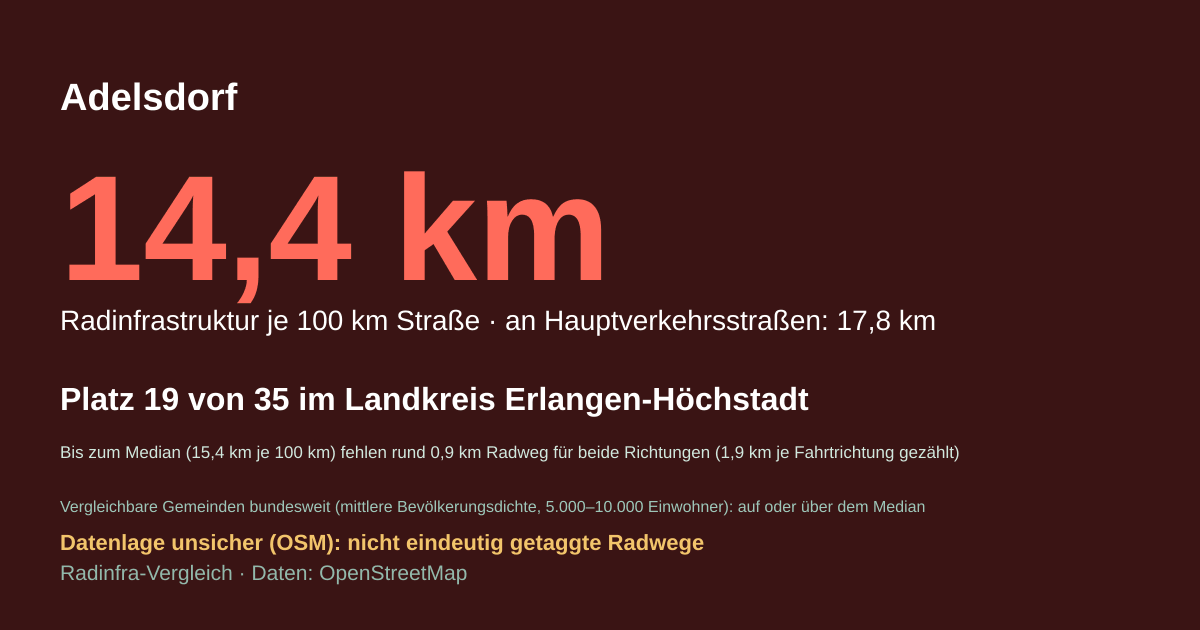 Adelsdorf
14,4 km
Radinfrastruktur je 100 km Straße · an Hauptverkehrsstraßen: 17,8 km
Platz 19 von 35 im Landkreis Erlangen-Höchstadt
Bis zum Median (15,4 km je 100 km) fehlen rund 0,9 km Radweg für beide Richtungen (1,9 km je Fahrtrichtung gezählt)
Vergleichbare Gemeinden bundesweit (mittlere Bevölkerungsdichte, 5.000–10.000 Einwohner): auf oder über dem Median
Datenlage unsicher (OSM): nicht eindeutig getaggte Radwege
Radinfra-Vergleich · Daten: OpenStreetMap